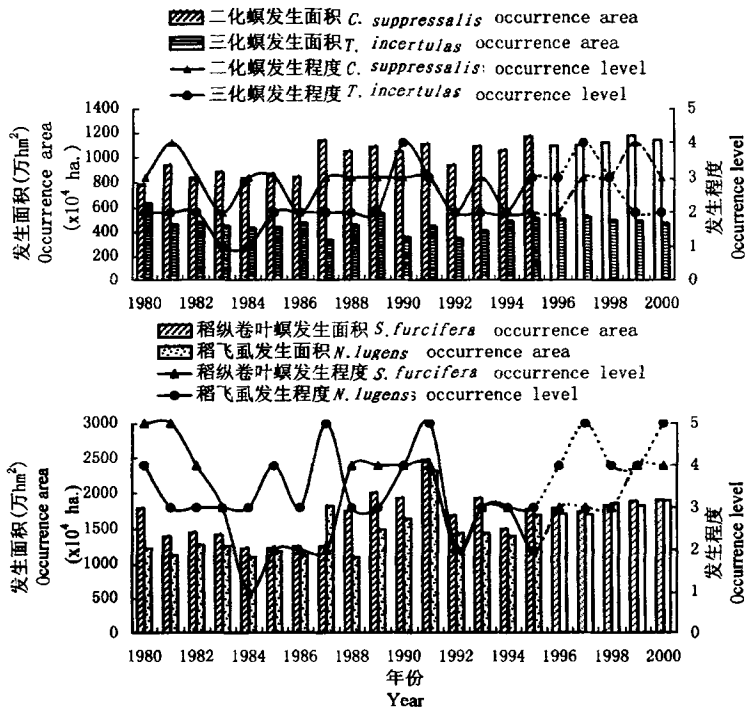 二化螟发生面积 C. suppressalis occurrence area
三化螟发生面积 T. incertulas occurrence area
二化螟发生程度 C. suppressalis occurrence level
三化螟发生程度 T. incertulas occurrence level
发生面积(万hm²)
Occurrence area
(x10⁴ ha.)
1400
1200
1000
800
600
400
200
0
5
4
3
2
1
0
发生程度
Occurrence level
1980 1982 1984 1986 1988 1990 1992 1994 1996 1998 2000
稻纵卷叶螟发生面积 S. furcifera occurrence area
稻飞虱发生面积 N. lugens occurrence area
稻纵卷叶螟发生程度 S. furcifera occurrence level
稻飞虱发生程度 N. lugens occurrence level
发生面积(万hm²)
Occurrence area
(x10⁴ ha.)
3000
2500
2000
1500
1000
500
0
5
4
3
2
1
0
发生程度
Occurrence level
1980 1982 1984 1986 1988 1990 1992 1994 1996 1998 2000
年份
Year